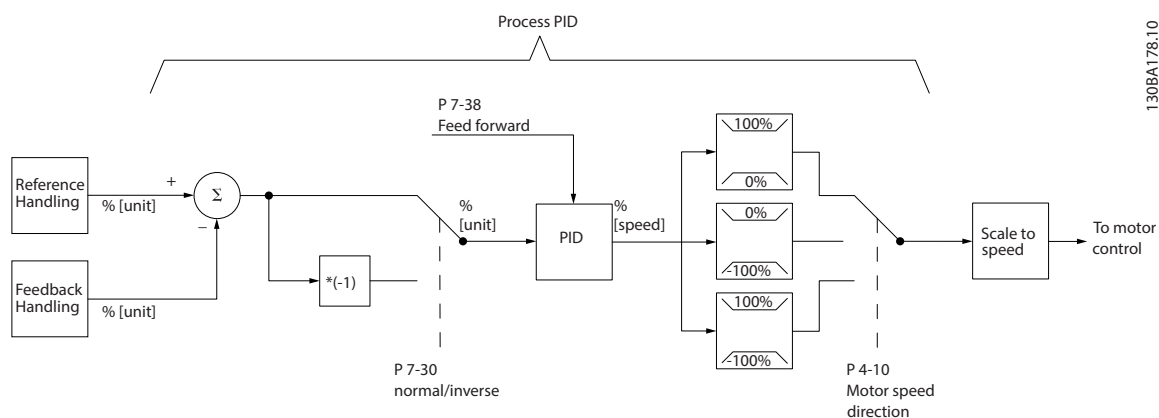 Process PID
130BA178.10
P 7-38
Feed forward
100%
0%
Reference
Handling
% [unit]
+
Σ
−
%
[unit]
PID
%
[speed]
0%
-100%
Scale to
speed
To motor
control
Feedback
Handling
% [unit]
*(-1)
100%
-100%
P 7-30
normal/inverse
P 4-10
Motor speed
direction